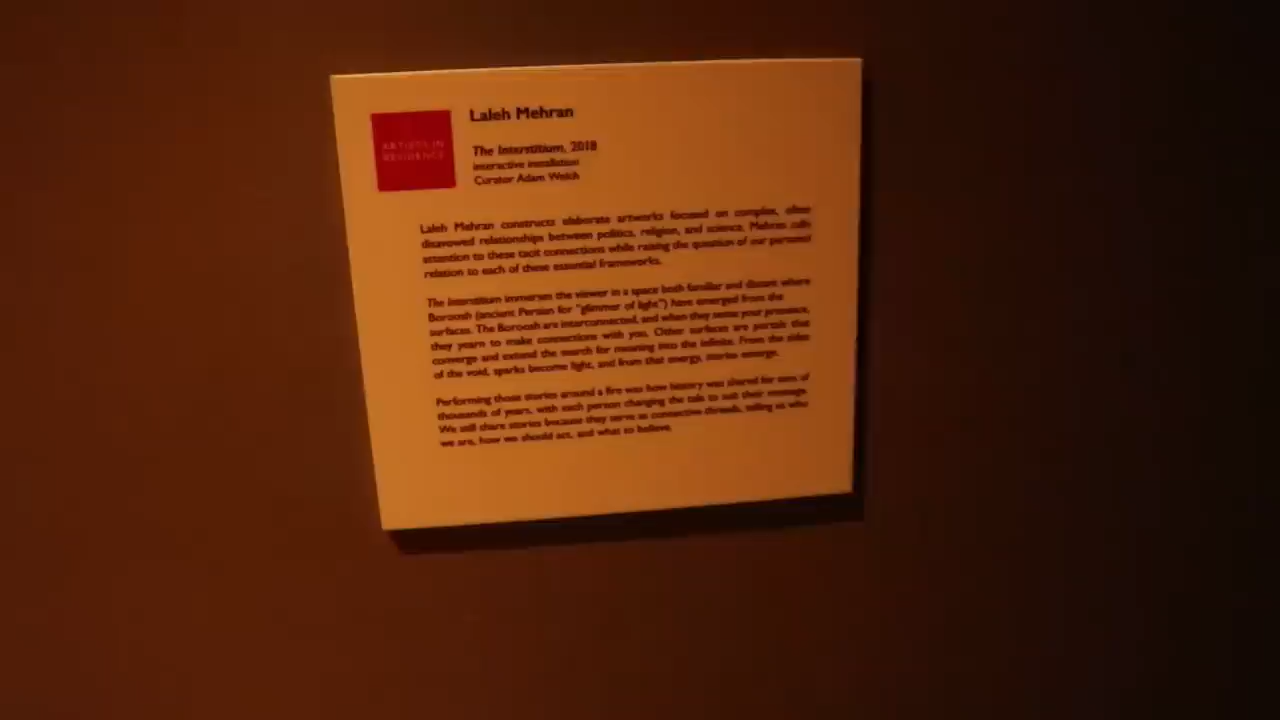 Laleh Mehran
ARTISTS IN
RESIDENCE
The Interstitium, 2018
interactive installation
Curator Adam Welch
Laleh Mehran constructs elaborate artworks focused on complex, often
disavowed relationships between politics, religion, and science. Mehran calls
attention to these tacit connections while raising the question of our personal
relation to each of these essential frameworks.
The Interstitium immerses the viewer in a space both familiar and distant where
Boroosh (ancient Persian for "glimmer of light") have emerged from the
surfaces. The Boroosh are interconnected, and when they sense your presence,
they yearn to make connections with you. Other surfaces are portals that
converge and extend the search for meaning into the infinite. From the sides
of the void, sparks become light, and from that energy, stories emerge.
Performing those stories around a fire was how history was shared for tens of
thousands of years, with each person changing the tale to suit their message.
We still share stories because they serve as connective threads, telling us who
we are, how we should act, and what to believe.